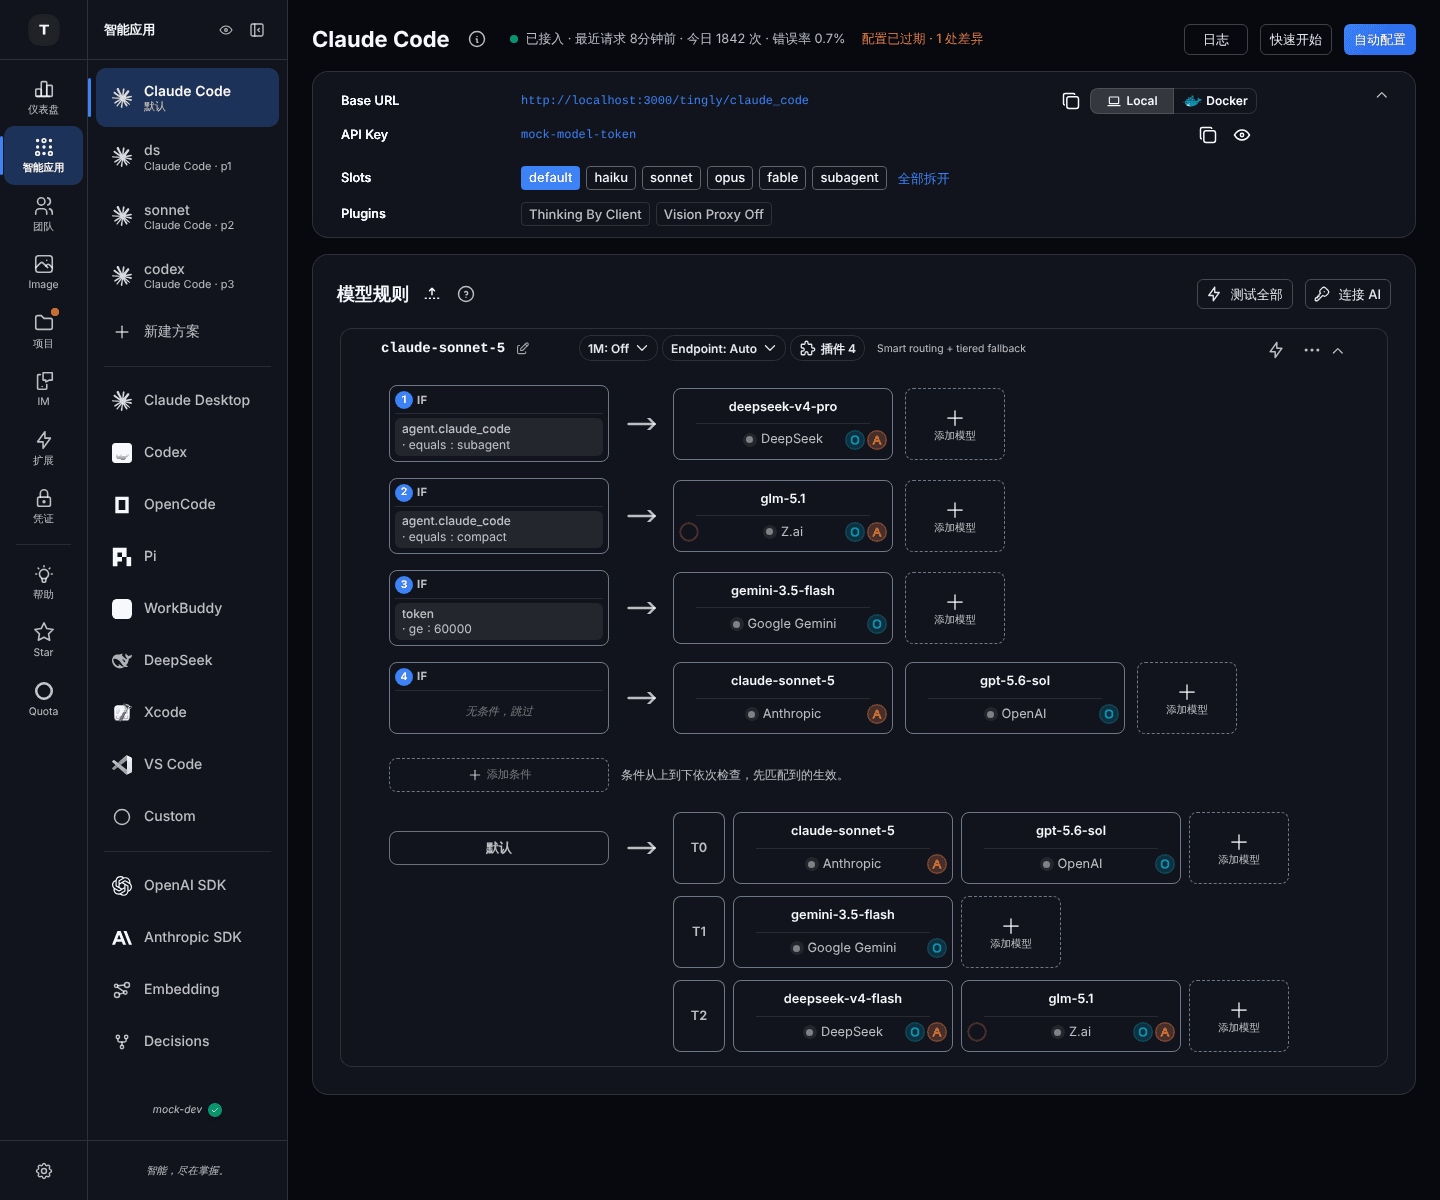 T
智能应用
仪表盘
智能应用
团队
Image
项目
IM
扩展
凭证
帮助
Star
Quota
Claude Code
默认
ds
Claude Code · p1
sonnet
Claude Code · p2
codex
Claude Code · p3
新建方案
Claude Desktop
Codex
OpenCode
Pi
WorkBuddy
DeepSeek
Xcode
VS Code
Custom
OpenAI SDK
Anthropic SDK
Embedding
Decisions
mock-dev
智能，尽在掌握。
Claude Code
已接入 · 最近请求 8分钟前 · 今日 1842 次 · 错误率 0.7% 配置已过期 · 1 处差异
日志
快速开始
自动配置
Base URL
http://localhost:3000/tingly/claude_code
Local
Docker
API Key
mock-model-token
Slots
default haiku sonnet opus fable subagent 全部拆开
Plugins
Thinking By Client Vision Proxy Off
模型规则
测试全部
连接 AI
claude-sonnet-5
1M: Off
Endpoint: Auto
插件 4
Smart routing + tiered fallback
1 IF
agent.claude_code
· equals : subagent
deepseek-v4-pro
DeepSeek
O A
添加模型
2 IF
agent.claude_code
· equals : compact
glm-5.1
Z.ai
O A
添加模型
3 IF
token
· ge : 60000
gemini-3.5-flash
Google Gemini
O
添加模型
4 IF
无条件，跳过
claude-sonnet-5
Anthropic
A
gpt-5.6-sol
OpenAI
O
添加模型
添加条件
条件从上到下依次检查，先匹配到的生效。
默认
T0
claude-sonnet-5
Anthropic
A
gpt-5.6-sol
OpenAI
O
添加模型
T1
gemini-3.5-flash
Google Gemini
O
添加模型
T2
deepseek-v4-flash
DeepSeek
O A
glm-5.1
Z.ai
O A
添加模型